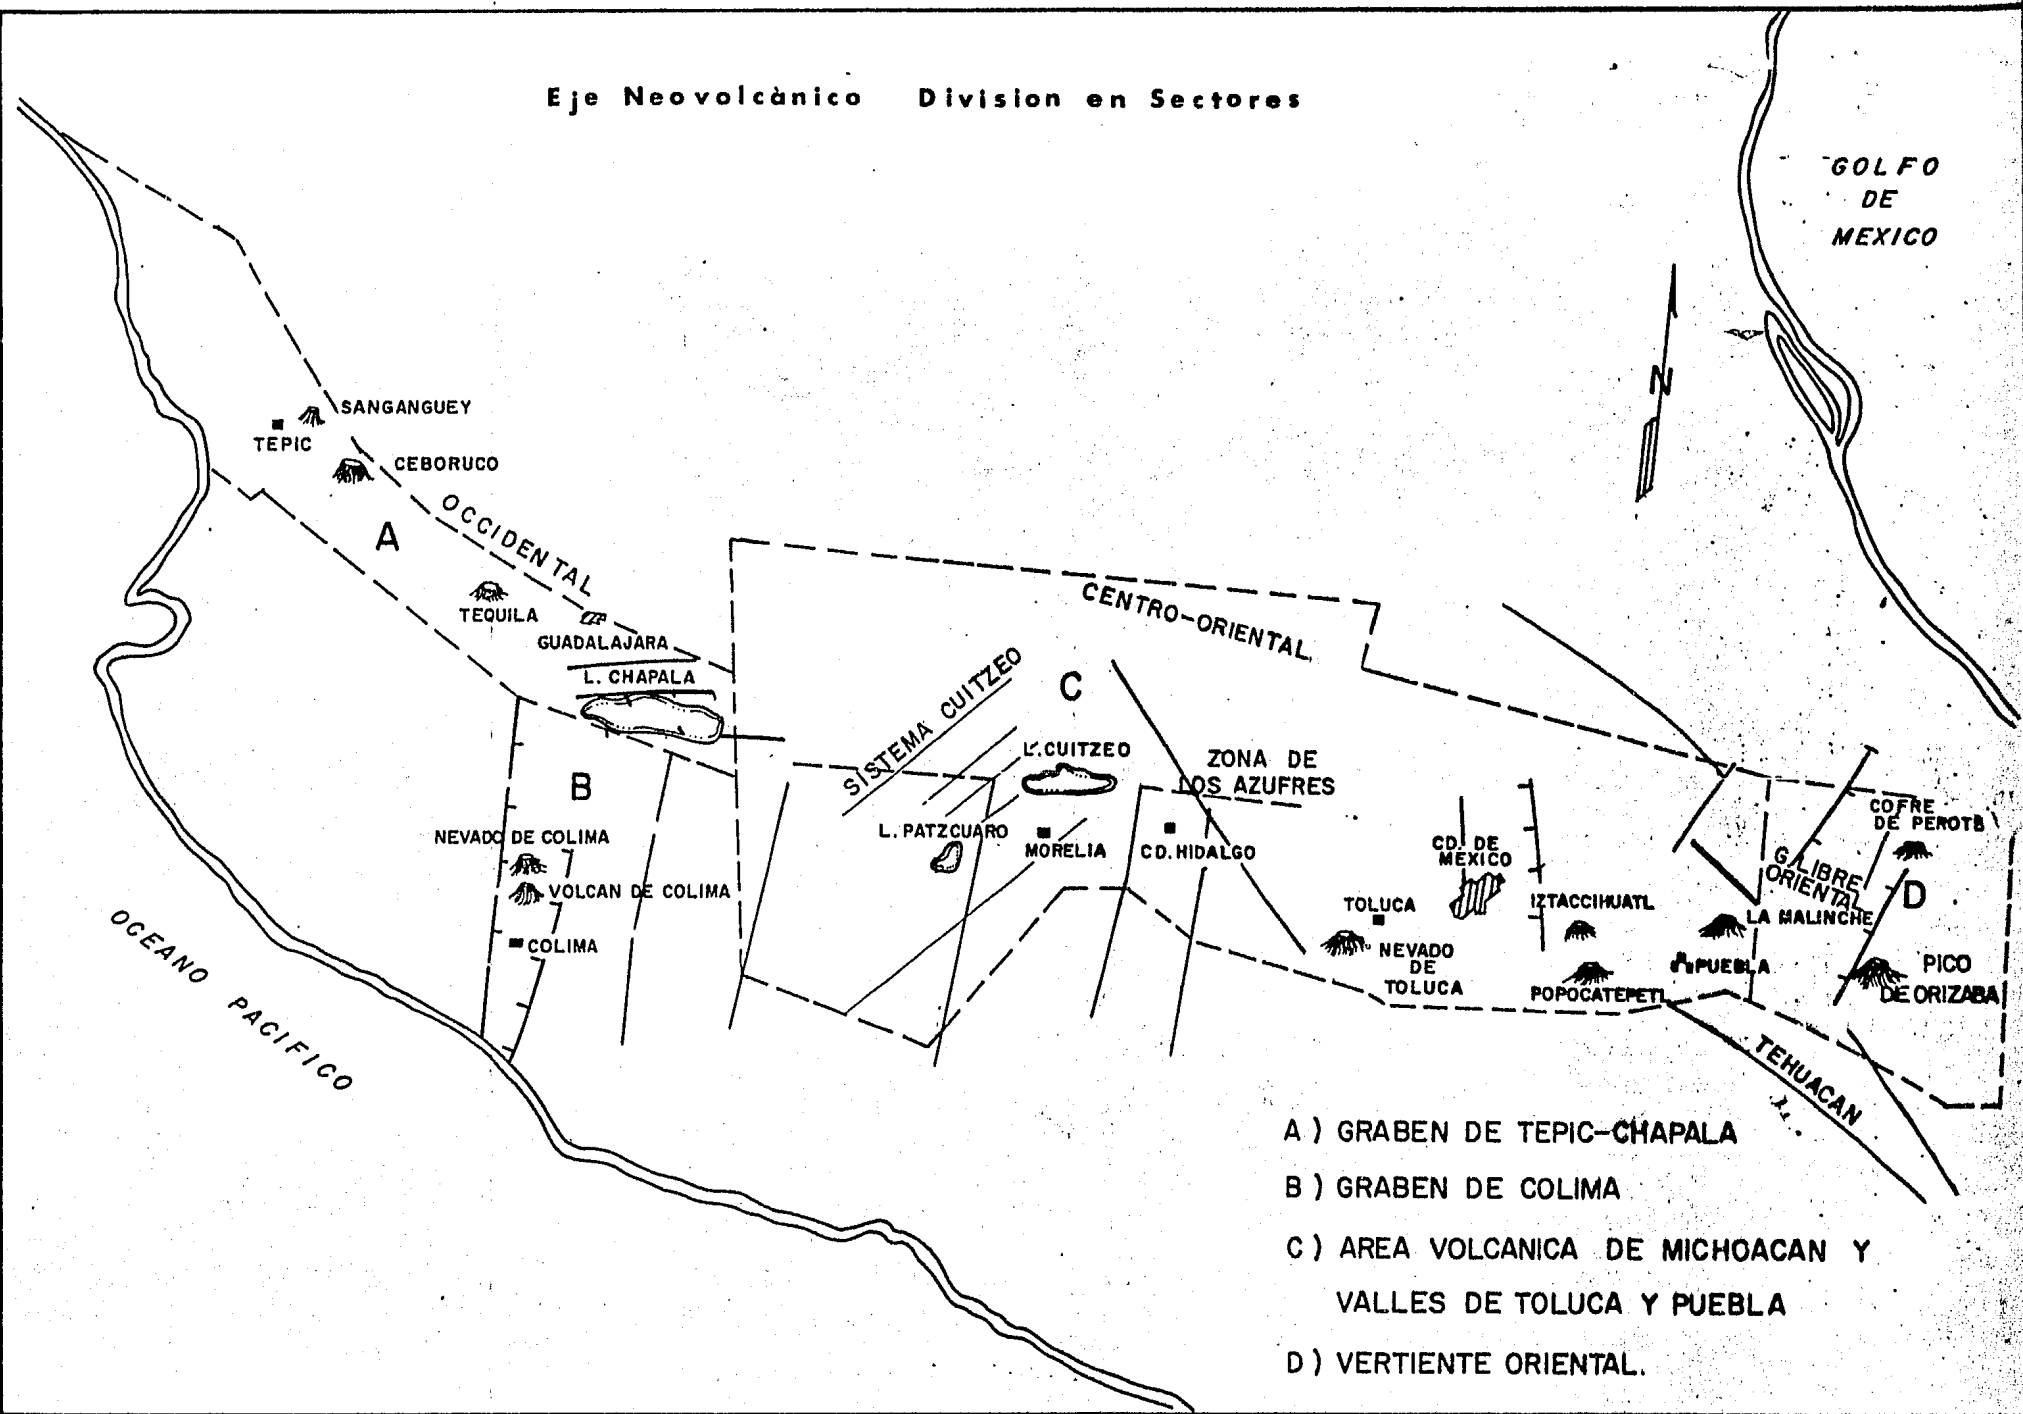 Eje Neovolcànico Division en Sectores
GOLFO
DE
MEXICO
N
SANGANGUEY
TEPIC
CEBORUCO
OCCIDENTAL
A
TEQUILA
GUADALAJARA
L. CHAPALA
CENTRO-ORIENTAL
SISTEMA CUITZEO
C
L. CUITZEO
ZONA DE
LOS AZUFRES
B
NEVADO DE COLIMA
VOLCAN DE COLIMA
COLIMA
L. PATZCUARO
MORELIA
CD. HIDALGO
CD. DE
MEXICO
TOLUCA
NEVADO
DE
TOLUCA
IZTACCIHUATL
POPOCATEPETL
PUEBLA
LA MALINCHE
G. LIBRE
ORIENTAL
COFRE
DE PEROTE
D
PICO
DE ORIZABA
TEHUACAN
OCEANO PACIFICO
A) GRABEN DE TEPIC-CHAPALA
B) GRABEN DE COLIMA
C) AREA VOLCANICA DE MICHOACAN Y
VALLES DE TOLUCA Y PUEBLA
D) VERTIENTE ORIENTAL.